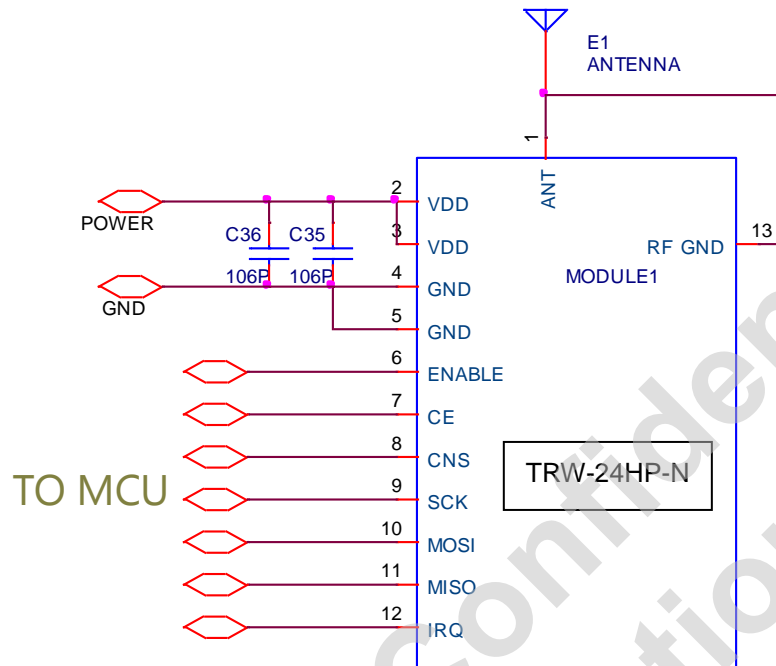 E1
ANTENNA
1
ANT
POWER
2
VDD
C36
C35
3
VDD
RF GND
13
106P
106P
4
GND
MODULE1
GND
5
GND
6
ENABLE
7
CE
8
CNS
TRW-24HP-N
TO MCU
9
SCK
10
MOSI
11
MISO
12
IRQ